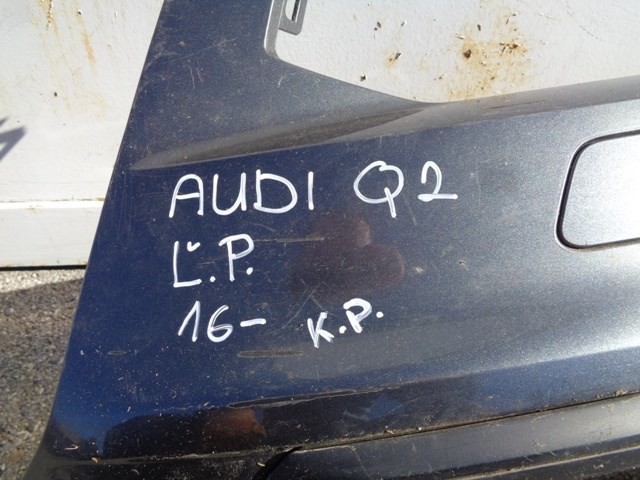 AUDI Q2
Ľ.P.
16- K.P.